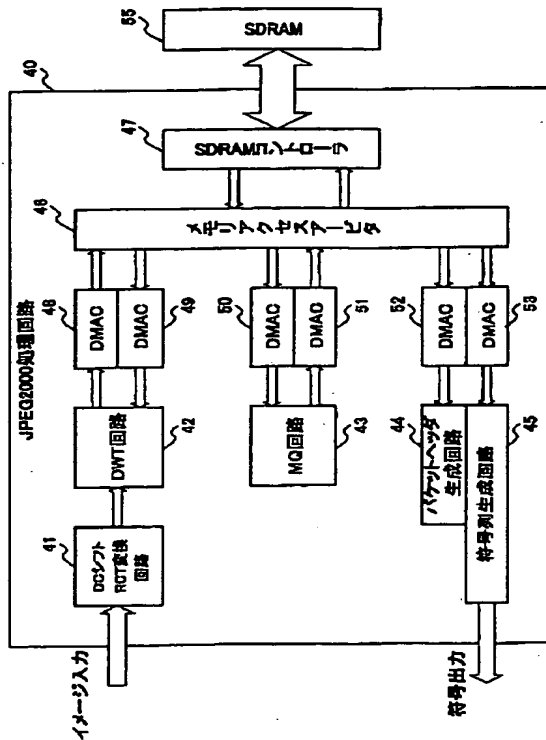 JPEG2000処理回路
40
55
SDRAM
47
SDRAMコントローラ
46
メモリアクセスアービタ
48
DMAC
DMAC
49
50
DMAC
DMAC
51
52
DMAC
DMAC
53
41
DCシフト
RCT変換
回路
DWT回路
42
MQ回路
43
44
パケットヘッダ
生成回路
符号列生成回路
45
イメージ入力
符号出力